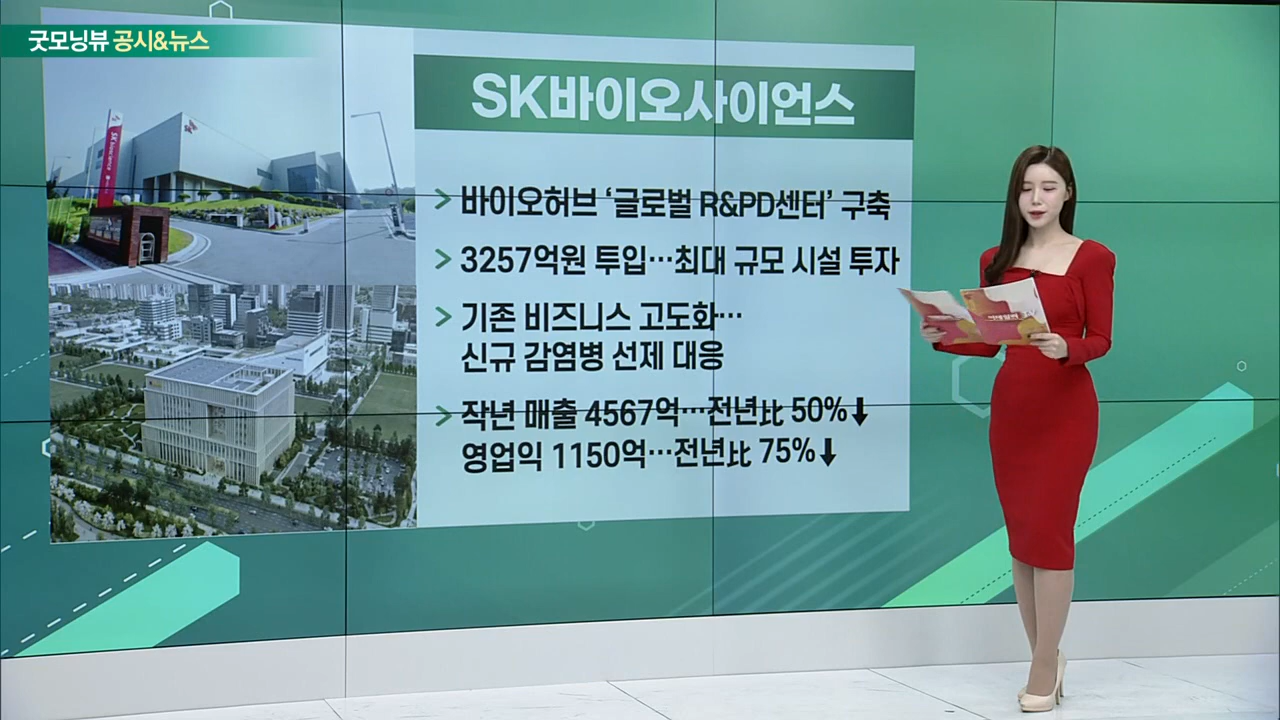 굿모닝뷰 공시&뉴스
SK바이오사이언스
바이오허브 ‘글로벌 R&PD센터’ 구축
3257억원 투입…최대 규모 시설 투자
기존 비즈니스 고도화…
신규 감염병 선제 대응
작년 매출 4567억…전년比 50%⬇
영업익 1150억…전년比 75%⬇